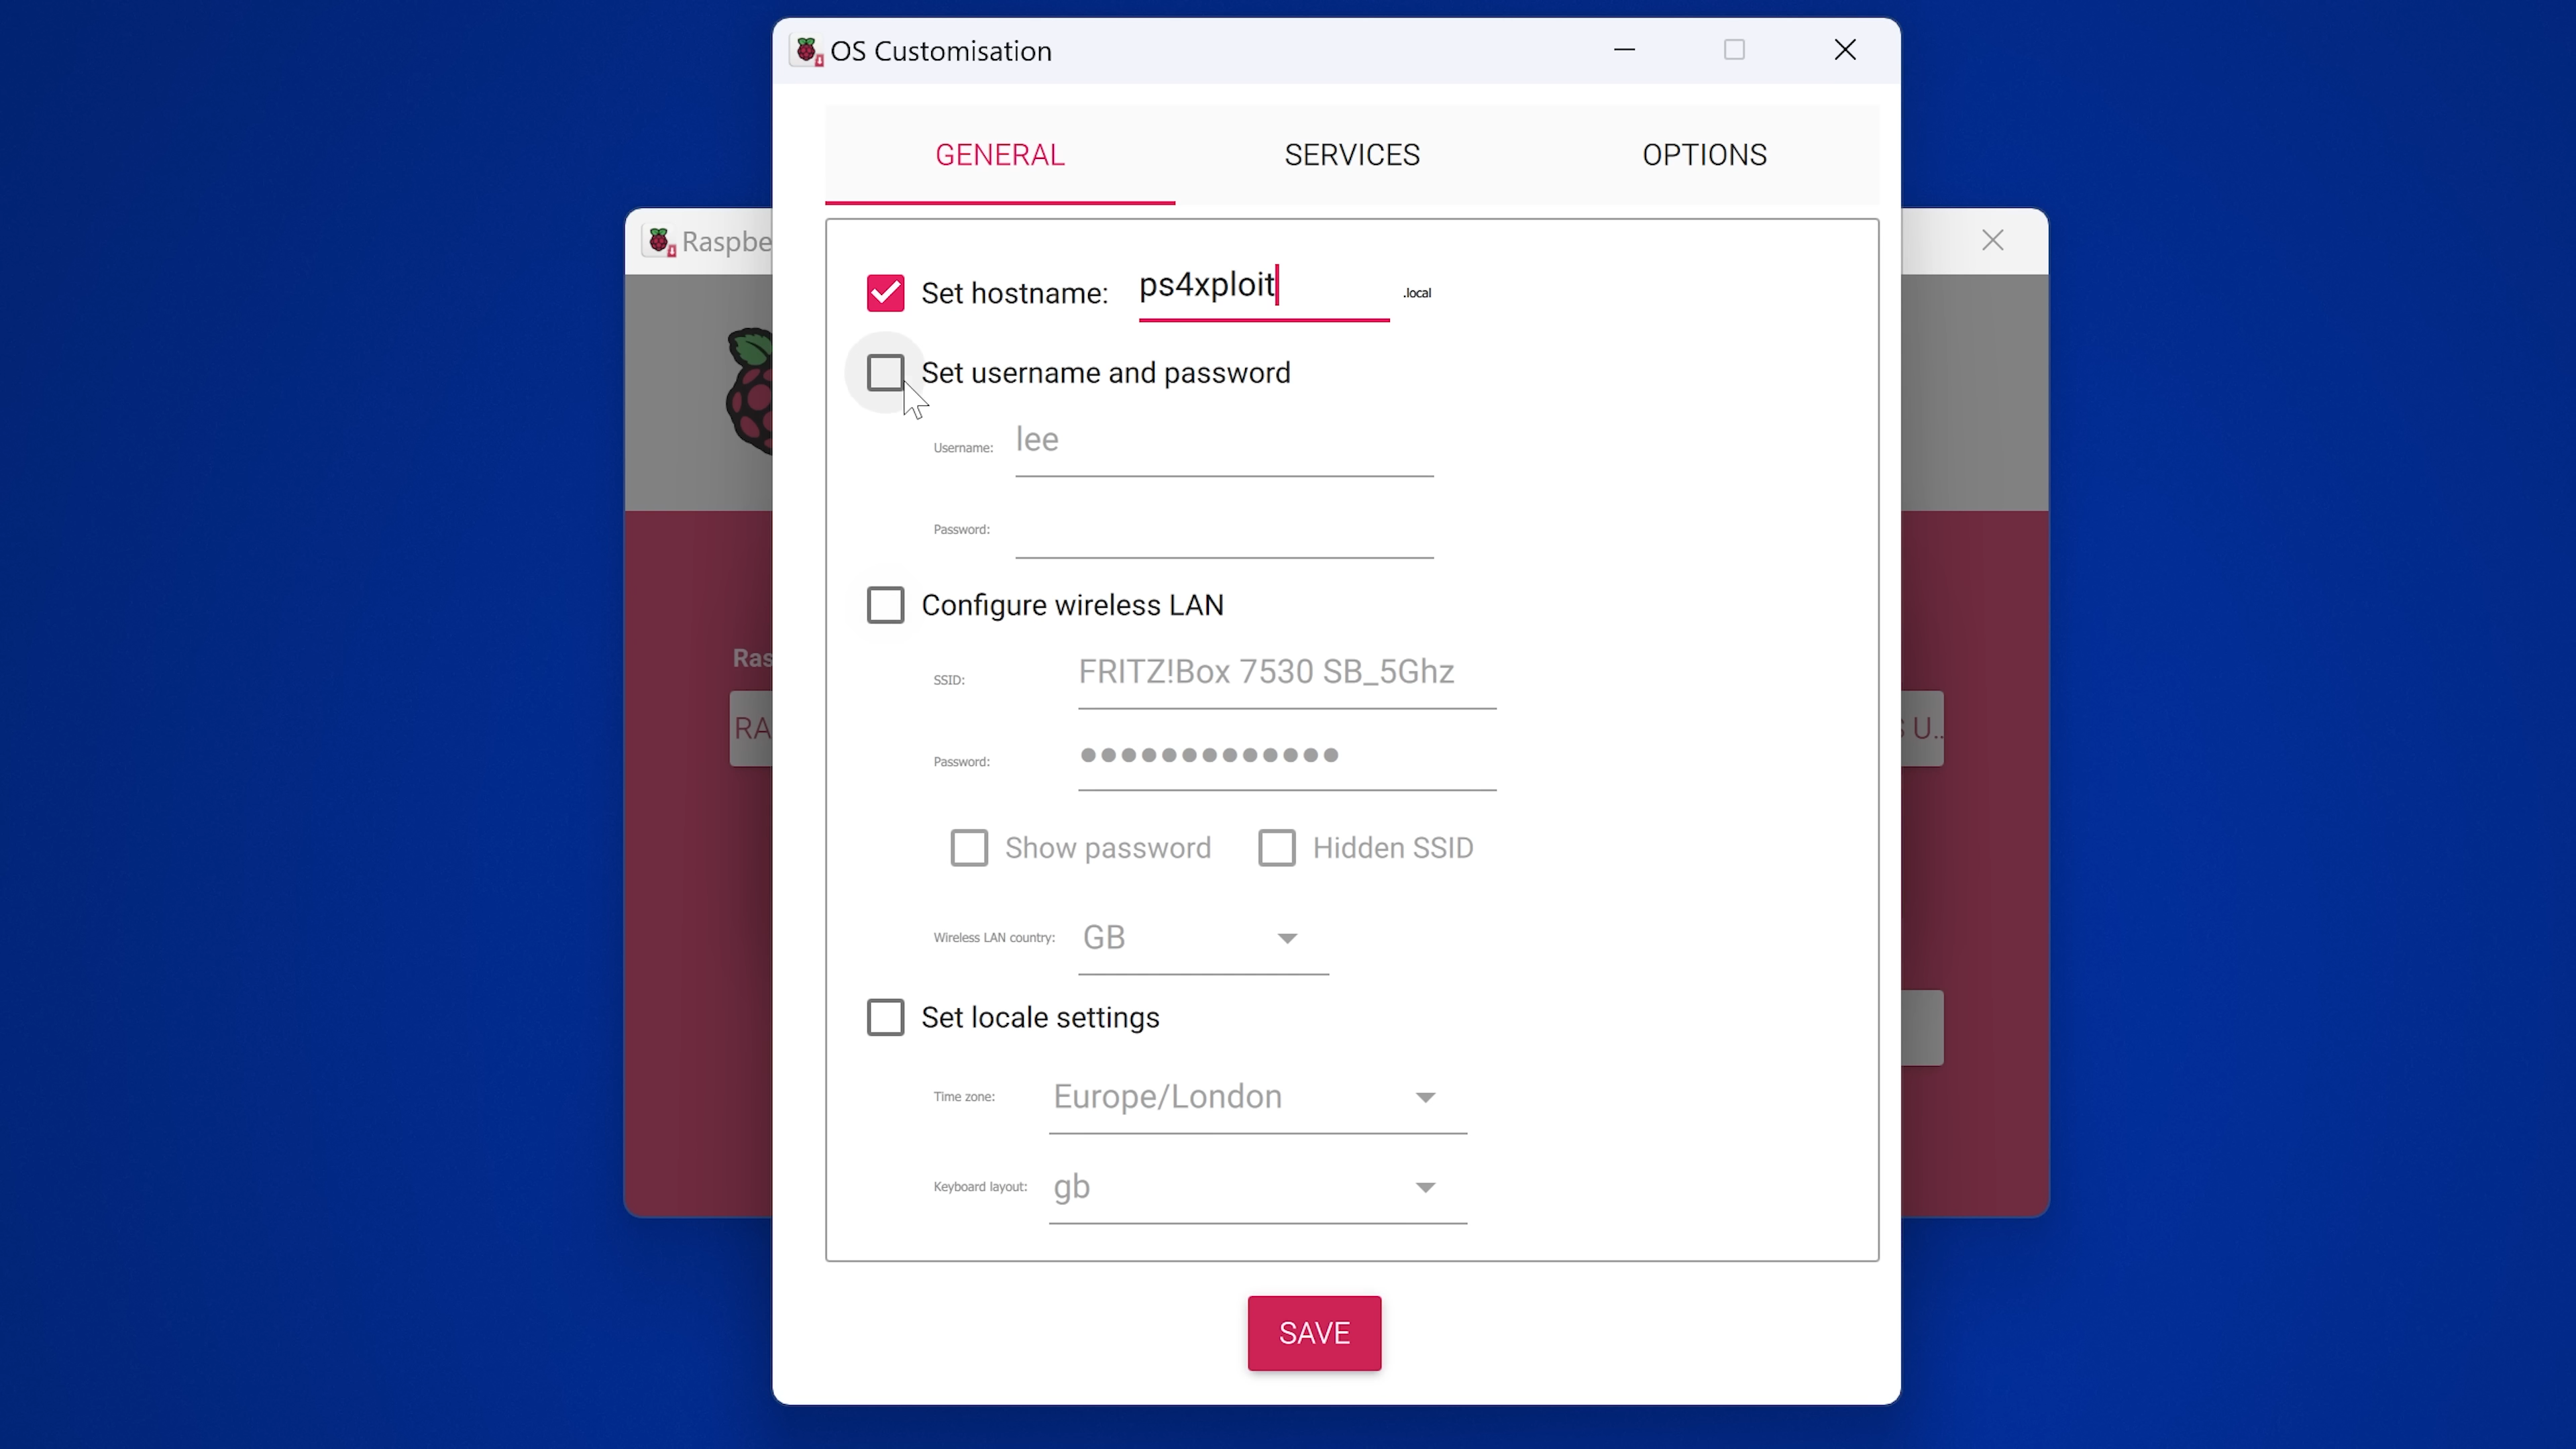 OS Customisation
GENERAL SERVICES OPTIONS
Raspbe
Set hostname: ps4xploit .local
Set username and password
Username: lee
Password:
Configure wireless LAN
SSID: FRITZ!Box 7530 SB_5Ghz
Ras
RA
U..
Password: ●●●●●●●●●●●●●
Show password Hidden SSID
Wireless LAN country: GB
Set locale settings
Time zone: Europe/London
Keyboard layout: gb
SAVE